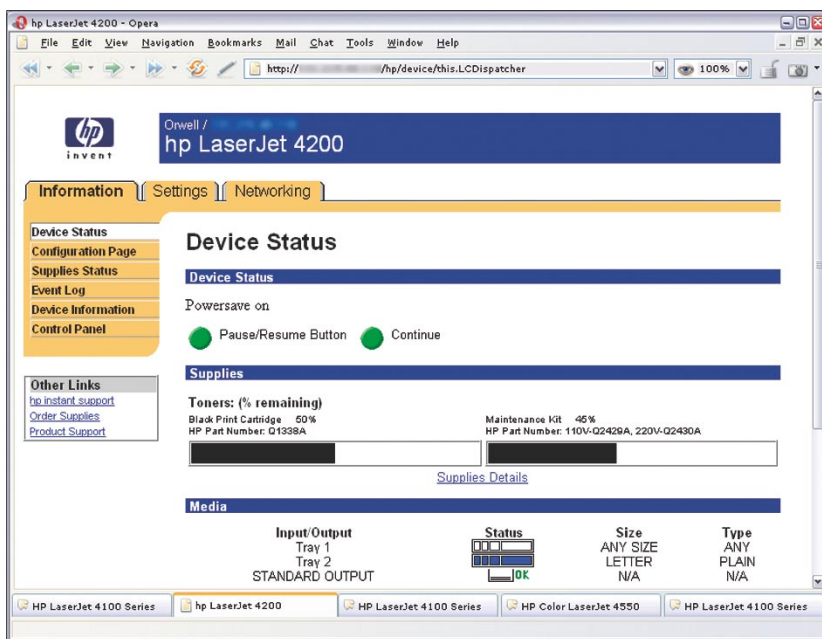 hp LaserJet 4200 - Opera
File Edit View Navigation Bookmarks Mail Chat Tools Window Help
http:// /hp/device/this.LCDispatcher 100%
hp
invent
Orwell /
hp LaserJet 4200
Information Settings Networking
Device Status
Configuration Page
Supplies Status
Event Log
Device Information
Control Panel
Other Links
hp instant support
Order Supplies
Product Support
Device Status
Device Status
Powersave on
Pause/Resume Button Continue
Supplies
Toners: (% remaining)
Black Print Cartridge 50%
HP Part Number: Q1338A
Maintenance Kit 45%
HP Part Number: 110V-Q2429A, 220V-Q2430A
Supplies Details
Media
Input/Output Status Size Type
Tray 1 ANY SIZE ANY
Tray 2 LETTER PLAIN
STANDARD OUTPUT OK N/A N/A
HP LaserJet 4100 Series hp LaserJet 4200 HP LaserJet 4100 Series HP Color LaserJet 4550 HP LaserJet 4100 Series